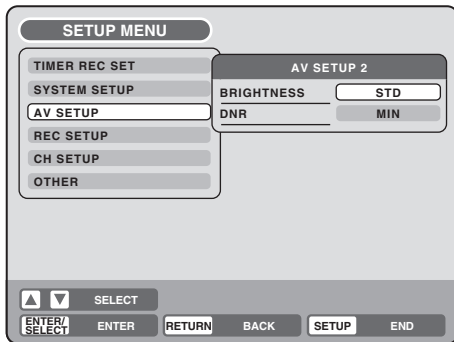 SETUP MENU
TIMER REC SET
SYSTEM SETUP
AV SETUP
REC SETUP
CH SETUP
OTHER
AV SETUP 2
BRIGHTNESS STD
DNR MIN
SELECT
ENTER/
SELECT ENTER RETURN BACK SETUP END